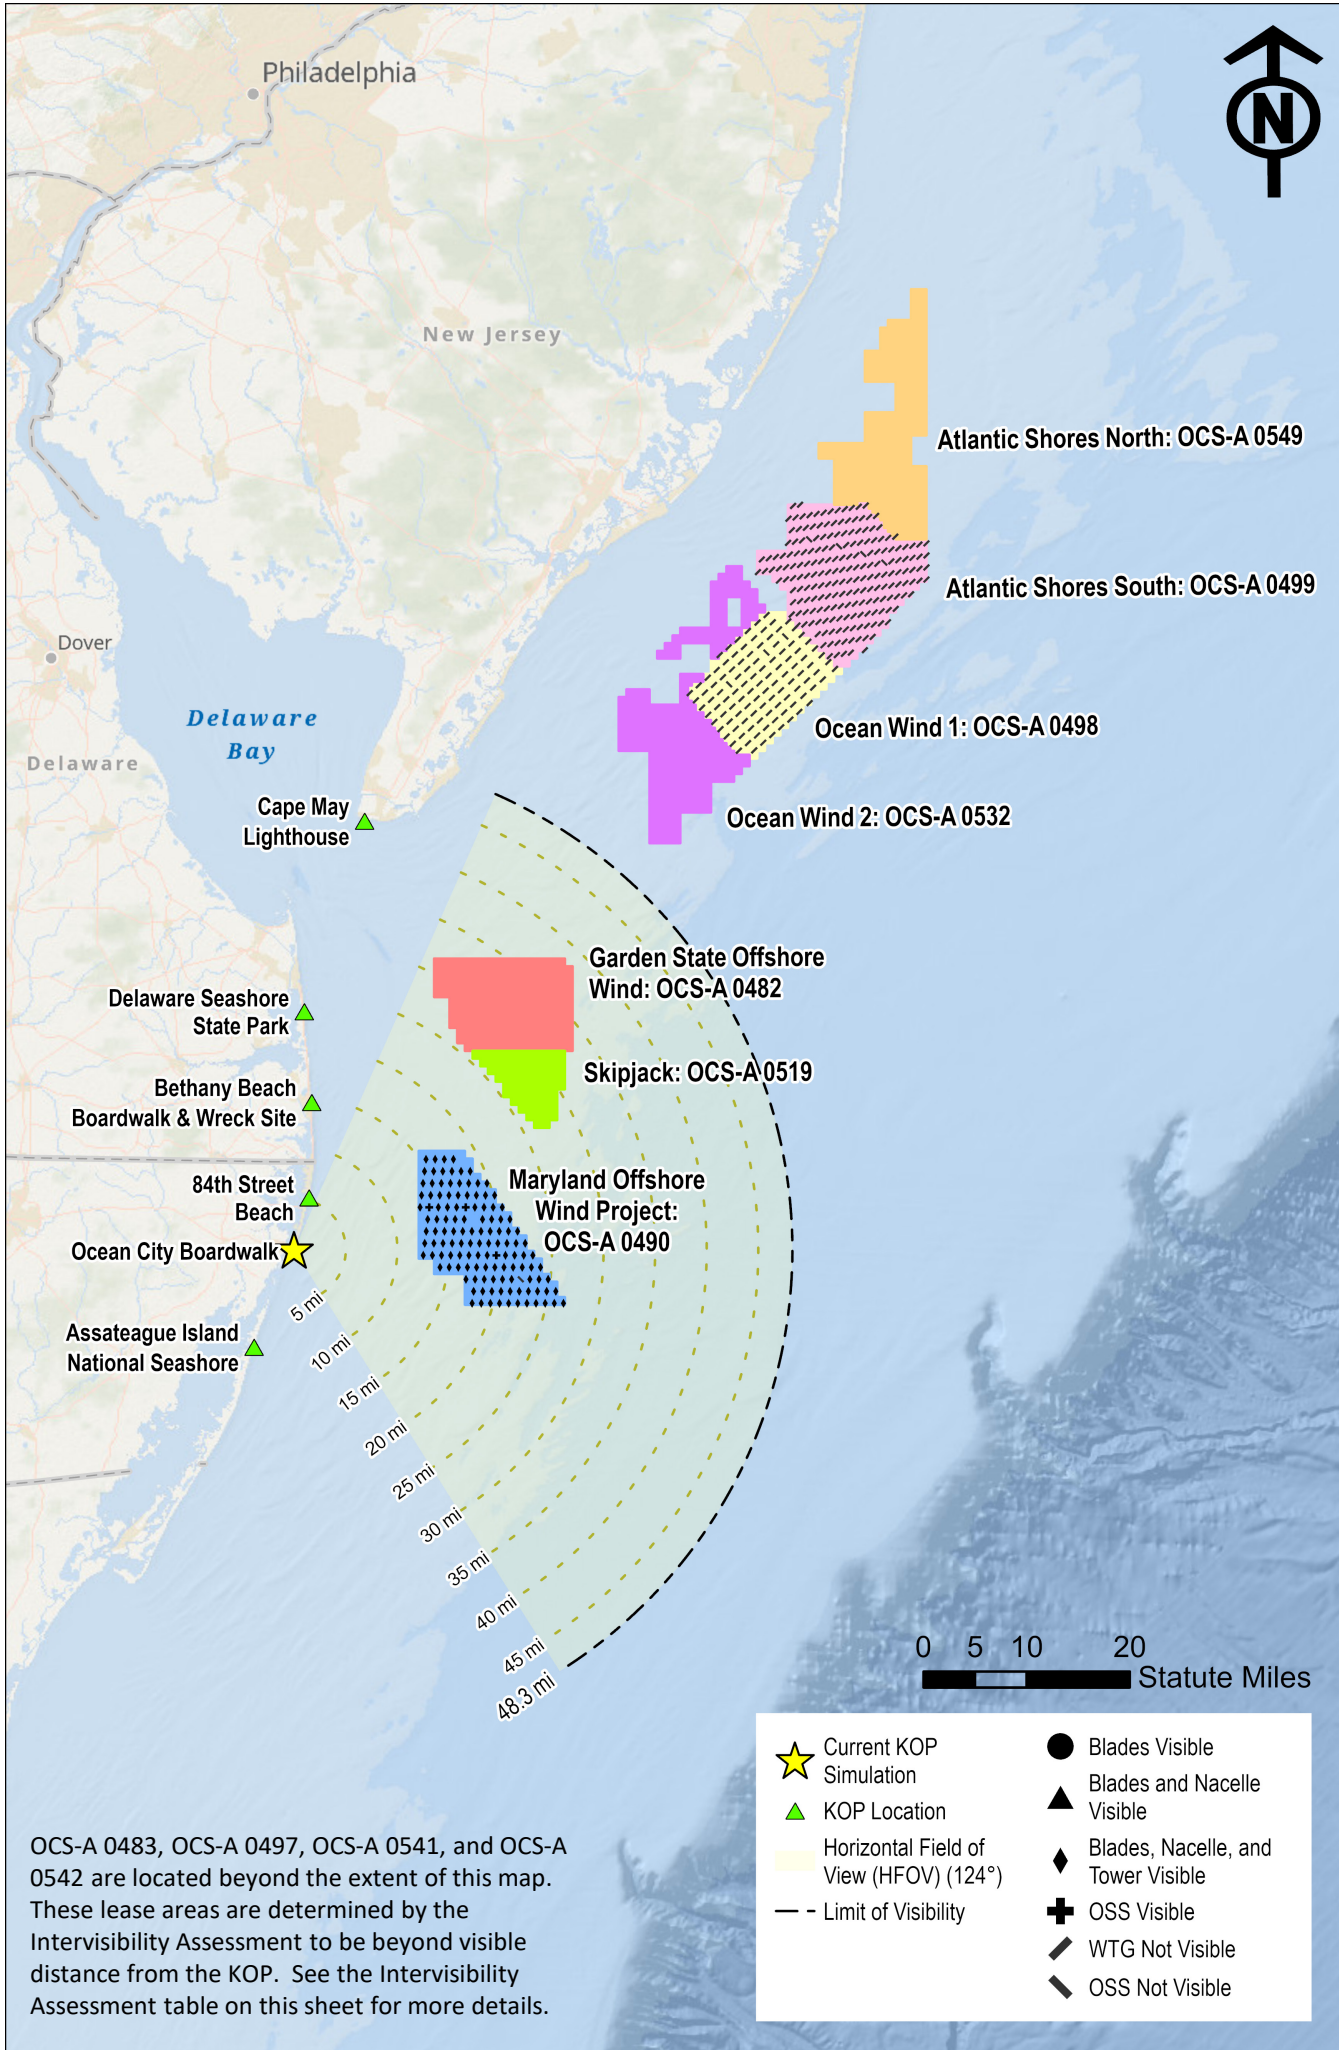 Philadelphia
N
New Jersey
Atlantic Shores North: OCS-A 0549
Atlantic Shores South: OCS-A 0499
Dover
Delaware
Bay
Delaware
Ocean Wind 1: OCS-A 0498
Cape May
Lighthouse
Ocean Wind 2: OCS-A 0532
Garden State Offshore
Wind: OCS-A 0482
Delaware Seashore
State Park
Skipjack: OCS-A 0519
Bethany Beach
Boardwalk & Wreck Site
Maryland Offshore
Wind Project:
OCS-A 0490
84th Street
Beach
Ocean City Boardwalk
Assateague Island
National Seashore
5 mi
10 mi
15 mi
20 mi
25 mi
30 mi
35 mi
40 mi
45 mi
48.3 mi
0 5 10 20
Statute Miles
Current KOP
Simulation
KOP Location
Horizontal Field of
View (HFOV) (124°)
Limit of Visibility
Blades Visible
Blades and Nacelle
Visible
Blades, Nacelle, and
Tower Visible
OSS Visible
WTG Not Visible
OSS Not Visible
OCS-A 0483, OCS-A 0497, OCS-A 0541, and OCS-A
0542 are located beyond the extent of this map.
These lease areas are determined by the
Intervisibility Assessment to be beyond visible
distance from the KOP.  See the Intervisibility
Assessment table on this sheet for more details.